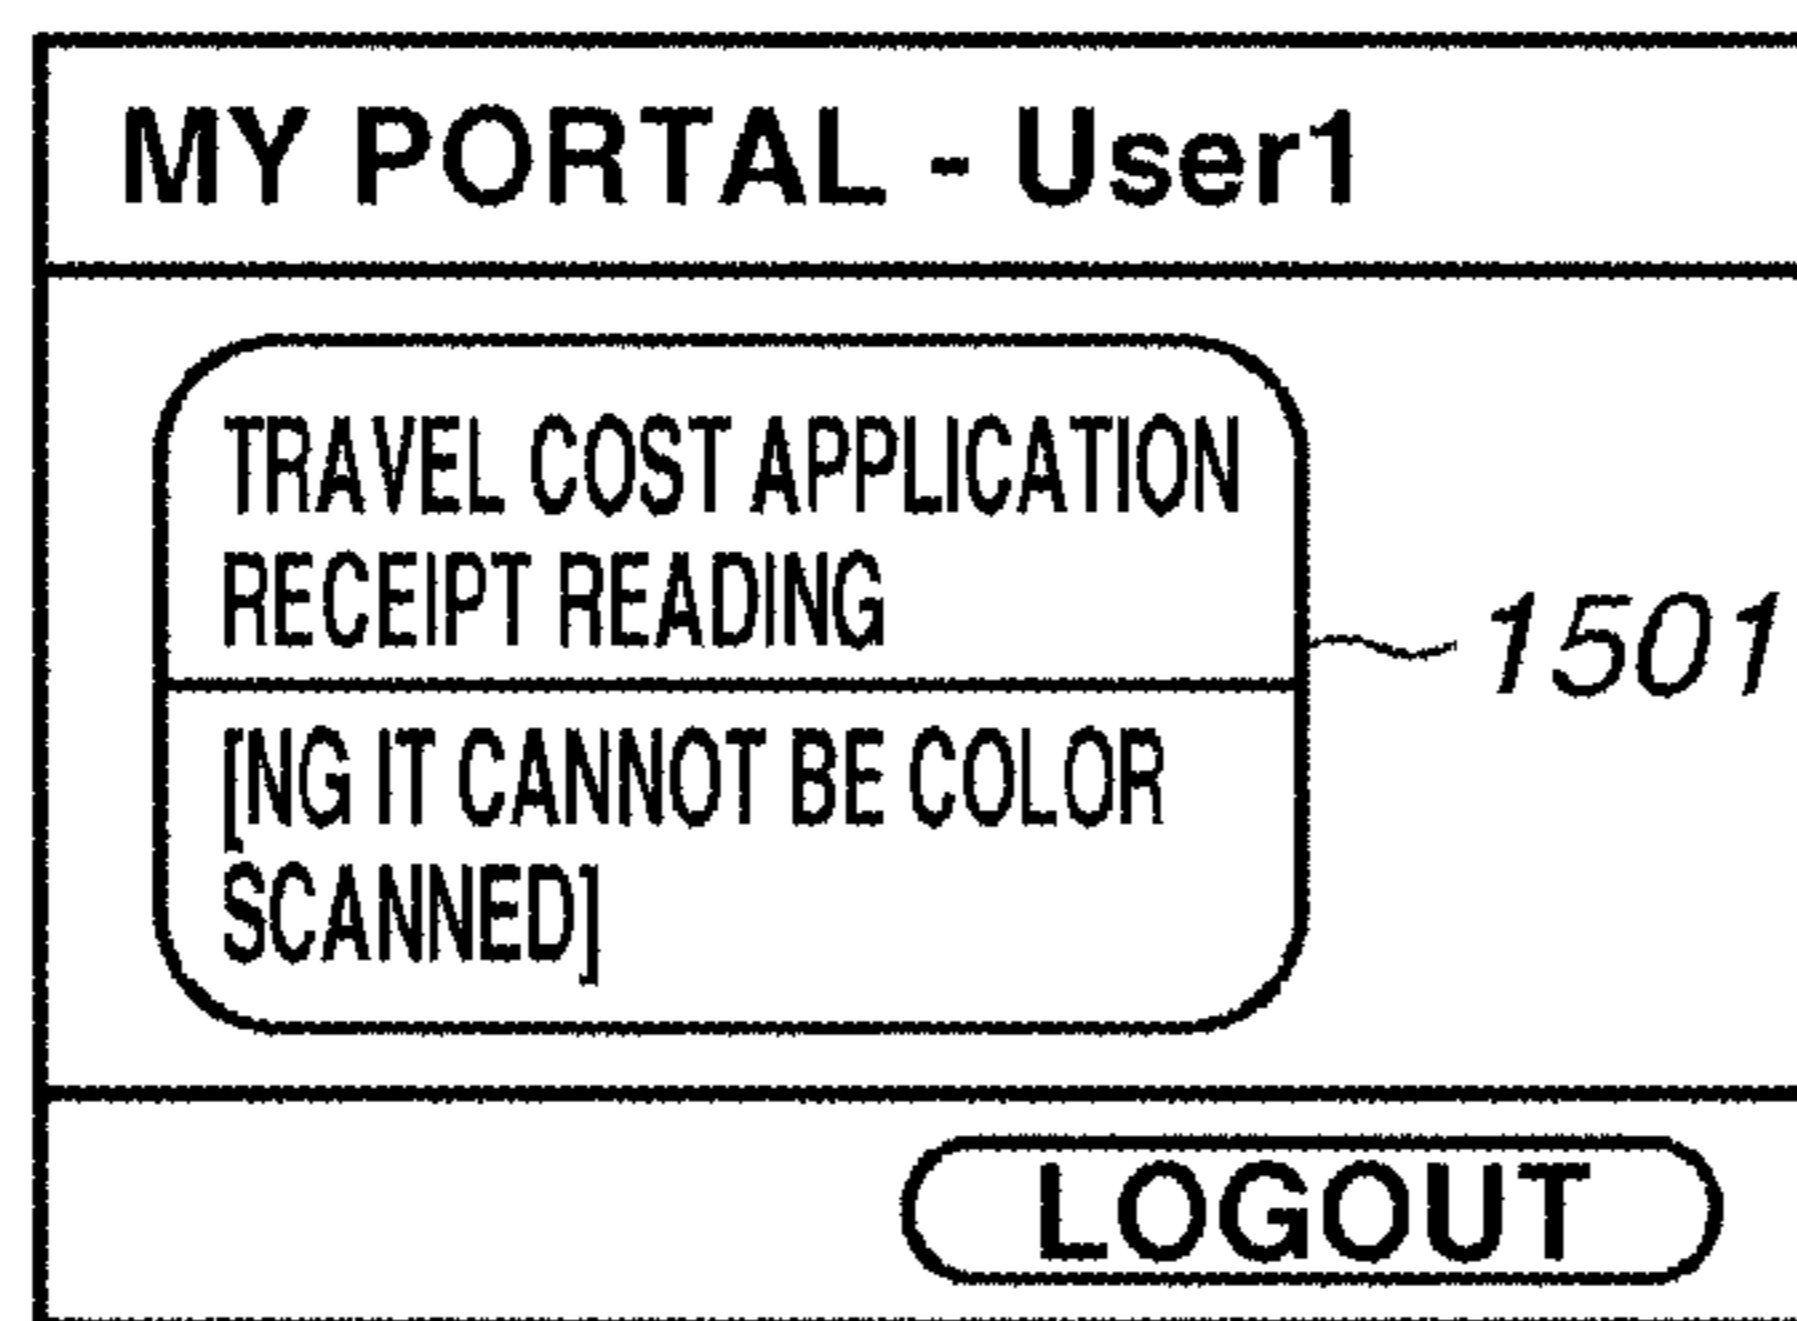 MY PORTAL - User1
TRAVEL COST APPLICATION
RECEIPT READING
1501
[NG IT CANNOT BE COLOR
SCANNED]
LOGOUT